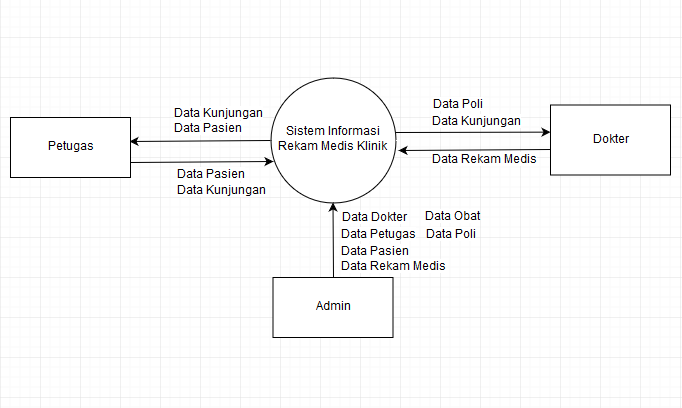 Data Kunjungan
Data Pasien
Petugas
Data Pasien
Data Kunjungan
Sistem Informasi
Rekam Medis Klinik
Data Poli
Data Kunjungan
Dokter
Data Rekam Medis
Data Dokter Data Obat
Data Petugas Data Poli
Data Pasien
Data Rekam Medis
Admin